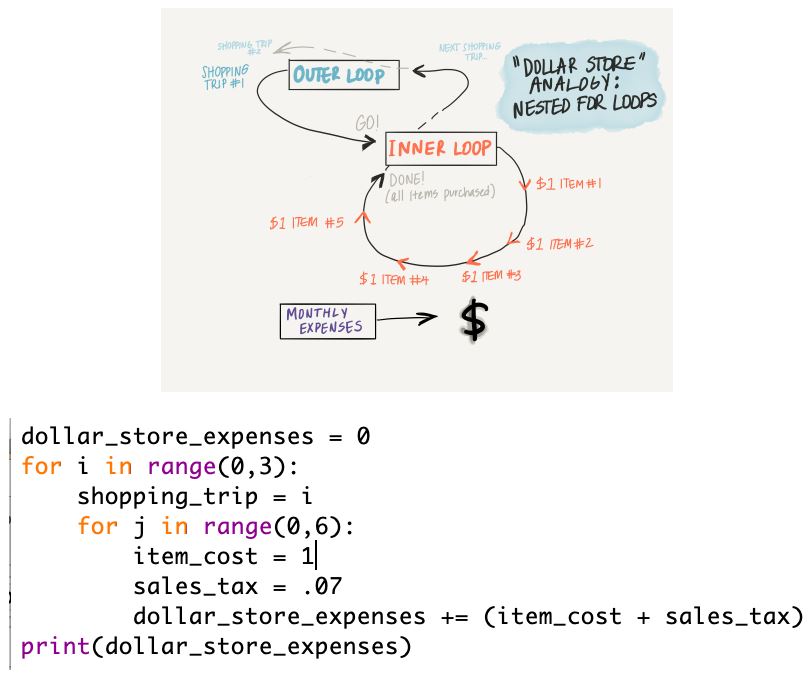 SHOPPING TRIP
#2
NEXT SHOPPING
TRIP...
"DOLLAR STORE"
ANALOGY:
NESTED FOR LOOPS
OUTER LOOP
SHOPPING
TRIP #1
GO!
INNER LOOP
DONE!
(all items purchased)
$1 ITEM #1
$1 ITEM #5
$1 ITEM #2
$1 ITEM #4
$1 ITEM #3
MONTHLY
EXPENSES
$
dollar_store_expenses = 0
for i in range(0,3):
    shopping_trip = i
    for j in range(0,6):
        item_cost = 1
        sales_tax = .07
        dollar_store_expenses += (item_cost + sales_tax)
print(dollar_store_expenses)